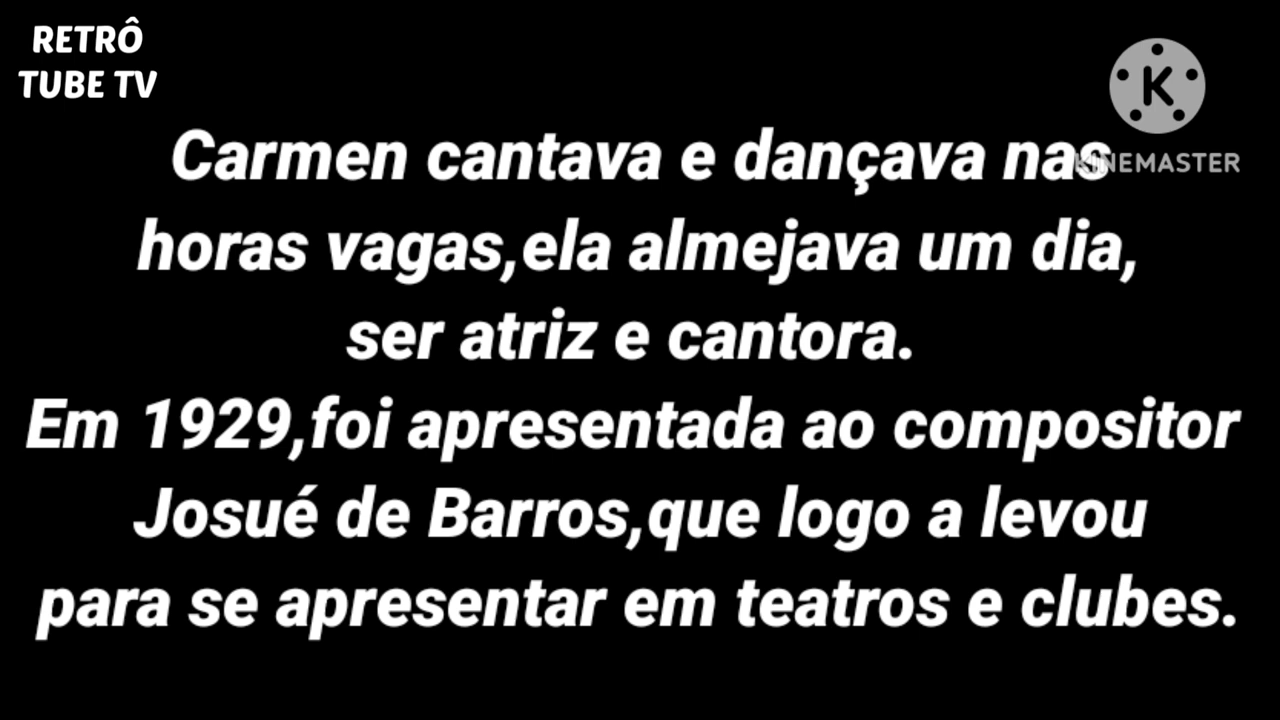 RETRÔ
TUBE TV
KINEMASTER
Carmen cantava e dançava nas
horas vagas,ela almejava um dia,
ser atriz e cantora.
Em 1929,foi apresentada ao compositor
Josué de Barros,que logo a levou
para se apresentar em teatros e clubes.